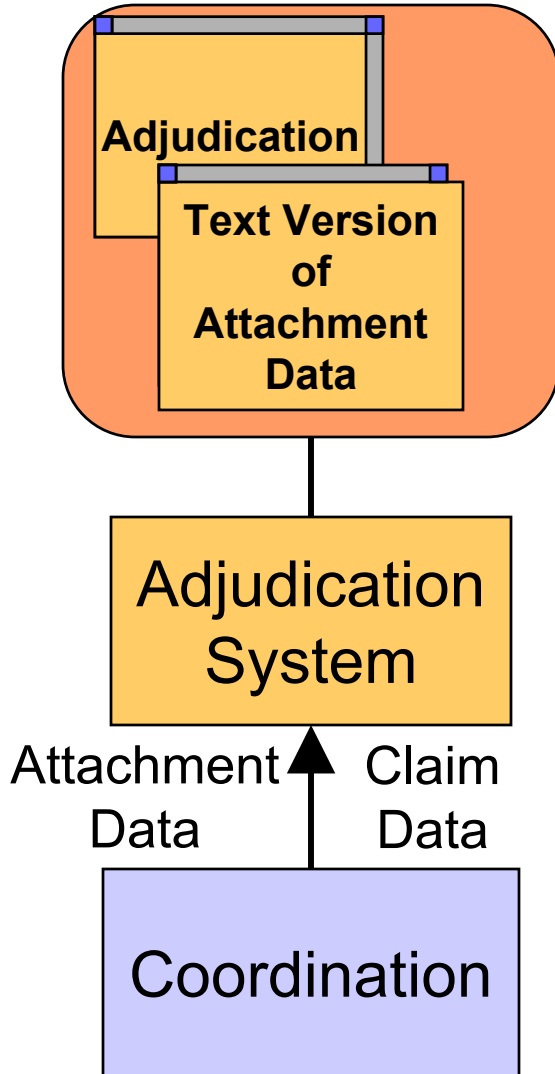 Adjudication
Text Version
of
Attachment
Data
Adjudication
System
Attachment
Data
Claim
Data
Coordination